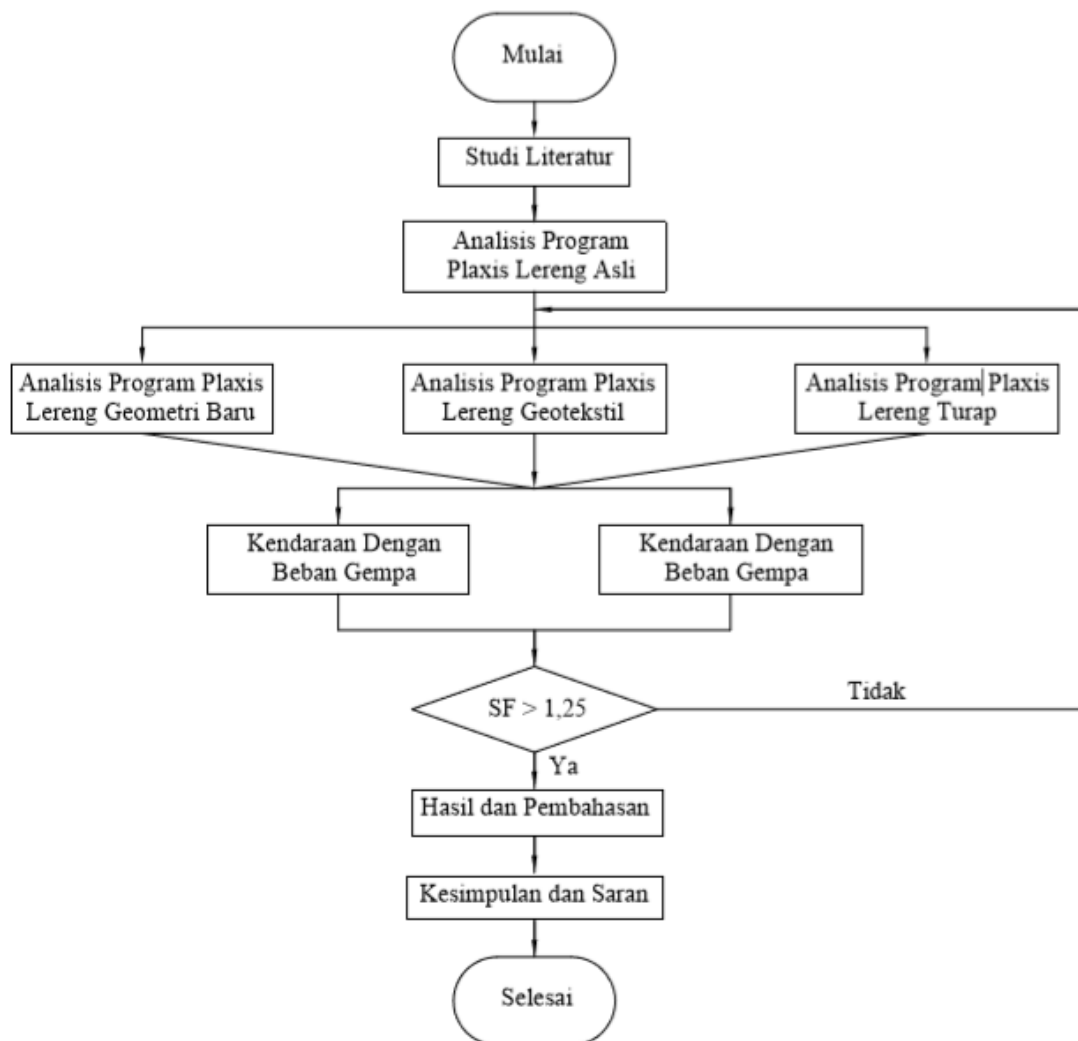 Mulai
Studi Literatur
Analisis Program
Plaxis Lereng Asli
Analisis Program Plaxis
Lereng Geometri Baru
Analisis Program Plaxis
Lereng Geotekstil
Analisis Program Plaxis
Lereng Turap
Kendaraan Dengan
Beban Gempa
Kendaraan Dengan
Beban Gempa
SF > 1,25
Tidak
Ya
Hasil dan Pembahasan
Kesimpulan dan Saran
Selesai